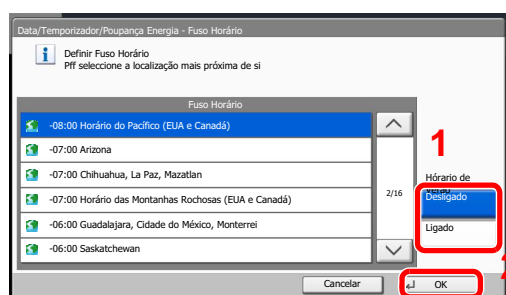 Data/Temporizador/Poupança Energia - Fuso Horário
Definir Fuso Horário
Pff seleccione a localização mais próxima de si
Fuso Horário
-08:00 Horário do Pacífico (EUA e Canadá)
-07:00 Arizona
-07:00 Chihuahua, La Paz, Mazatlan
-07:00 Horário das Montanhas Rochosas (EUA e Canadá)
-06:00 Guadalajara, Cidade do México, Monterrei
-06:00 Saskatchewan
2/16
1
Hórario de
Verão
Desligado
Ligado
2
Cancelar
OK